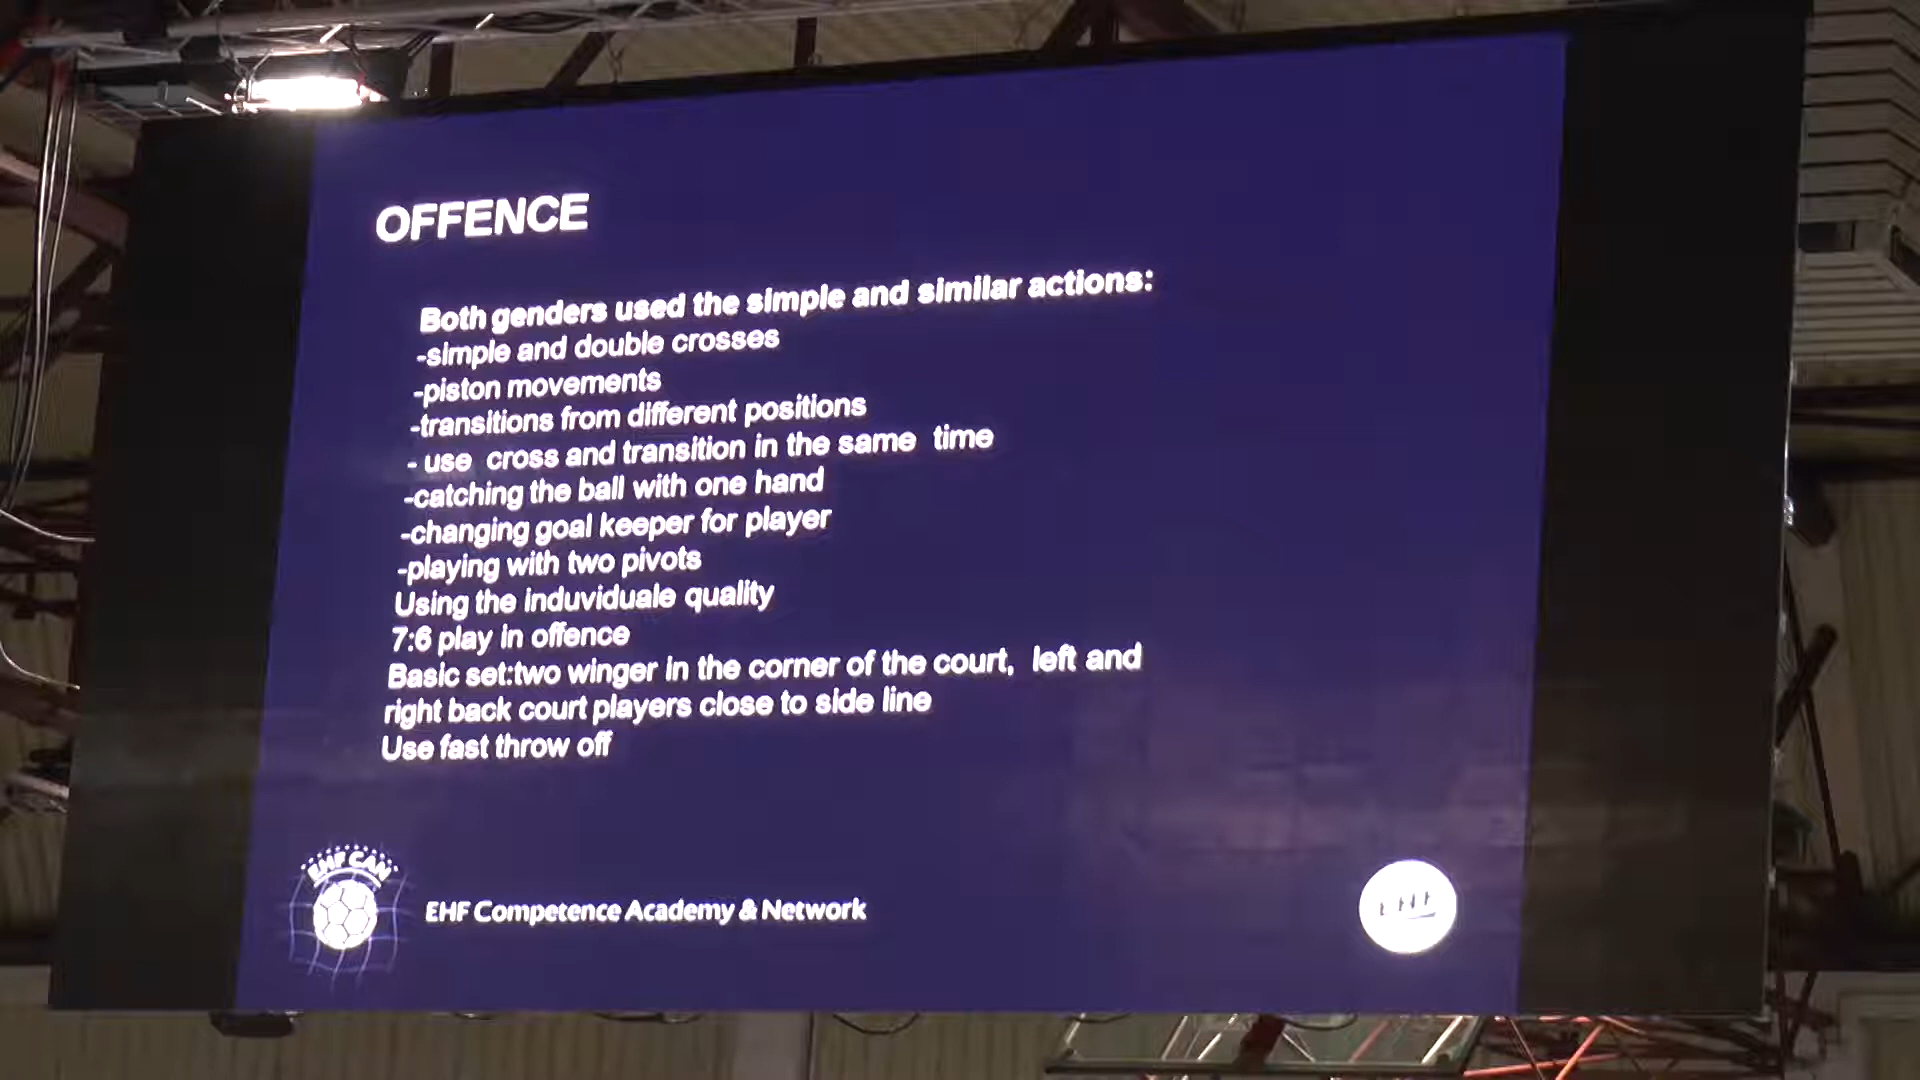 OFFENCE
Both genders used the simple and similar actions:
-simple and double crosses
-piston movements
-transitions from different positions
- use  cross and transition in the same  time
-catching the ball with one hand
-changing goal keeper for player
-playing with two pivots
Using the induviduale quality
7:6 play in offence
Basic set:two winger in the corner of the court,  left and
right back court players close to side line
Use fast throw off
EHF CAN
EHF Competence Academy & Network
EHF